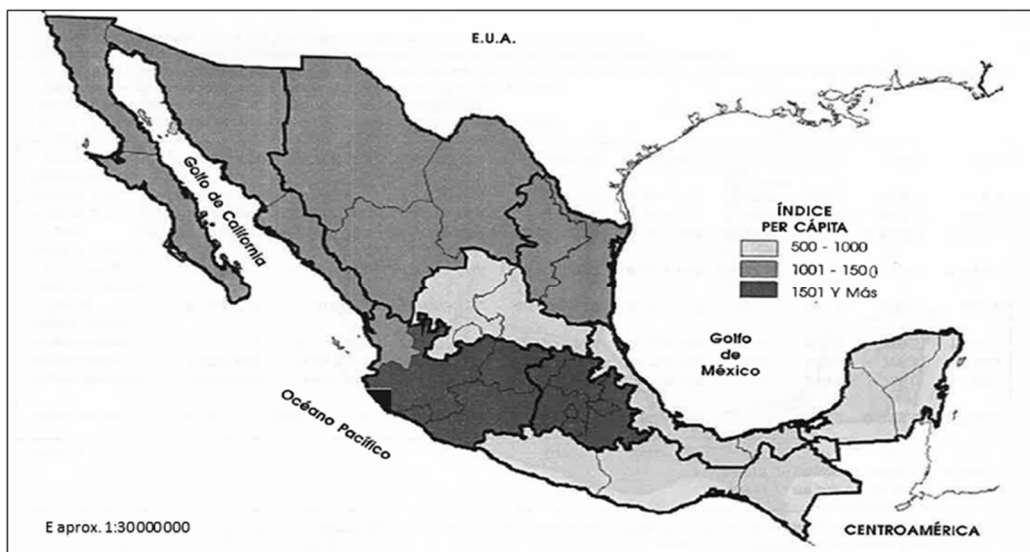 E.U.A.
Golfo de California
ÍNDICE
PER CÁPITA
500 - 1000
1001 - 1500
1501 Y Más
Golfo
de
México
Océano Pacífico
E aprox. 1:30000000
CENTROAMÉRICA